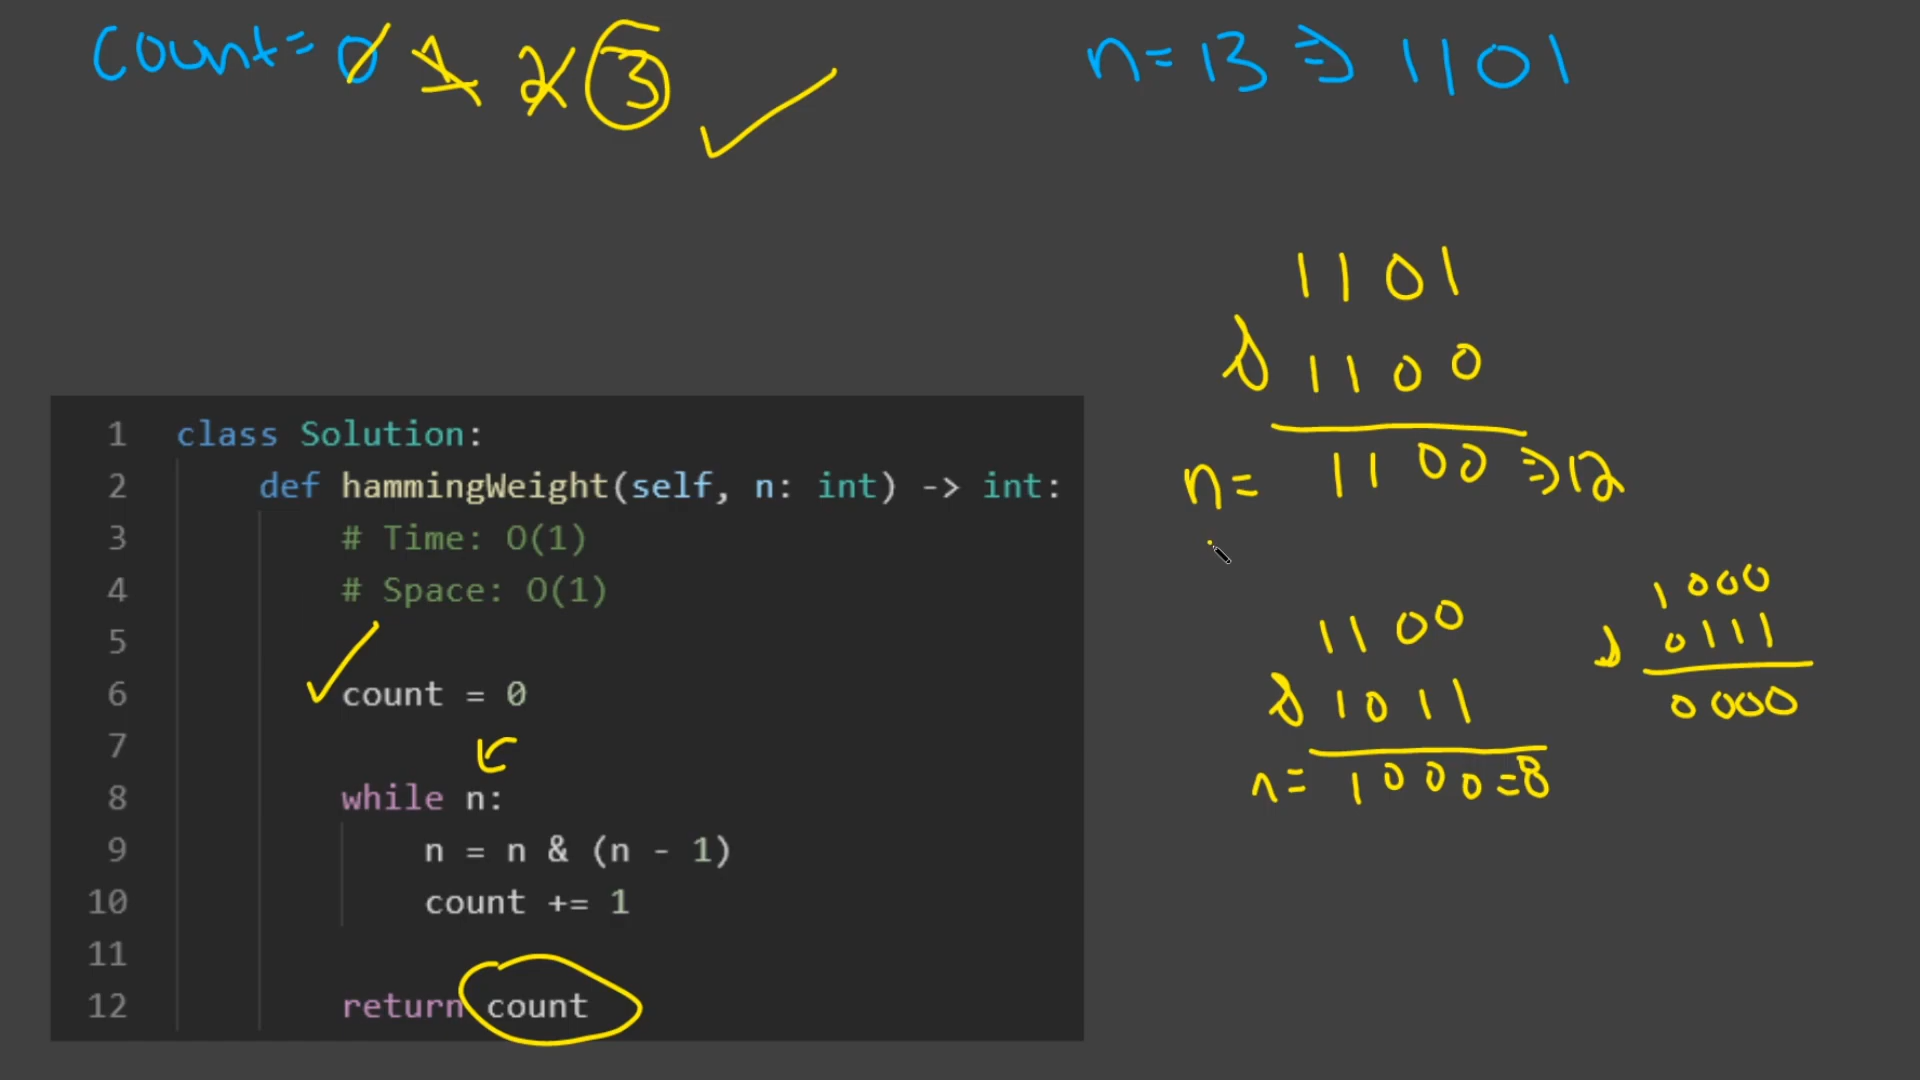 count = 0 1 2 3
n = 13 => 1101
1101
& 1100
n = 1100 => 12
1100
& 1011
n = 1000 = 8
1000
& 0111
0000
1 class Solution:
2 def hammingWeight(self, n: int) -> int:
3 # Time: O(1)
4 # Space: O(1)
5
6 count = 0
7
8 while n:
9 n = n & (n - 1)
10 count += 1
11
12 return count